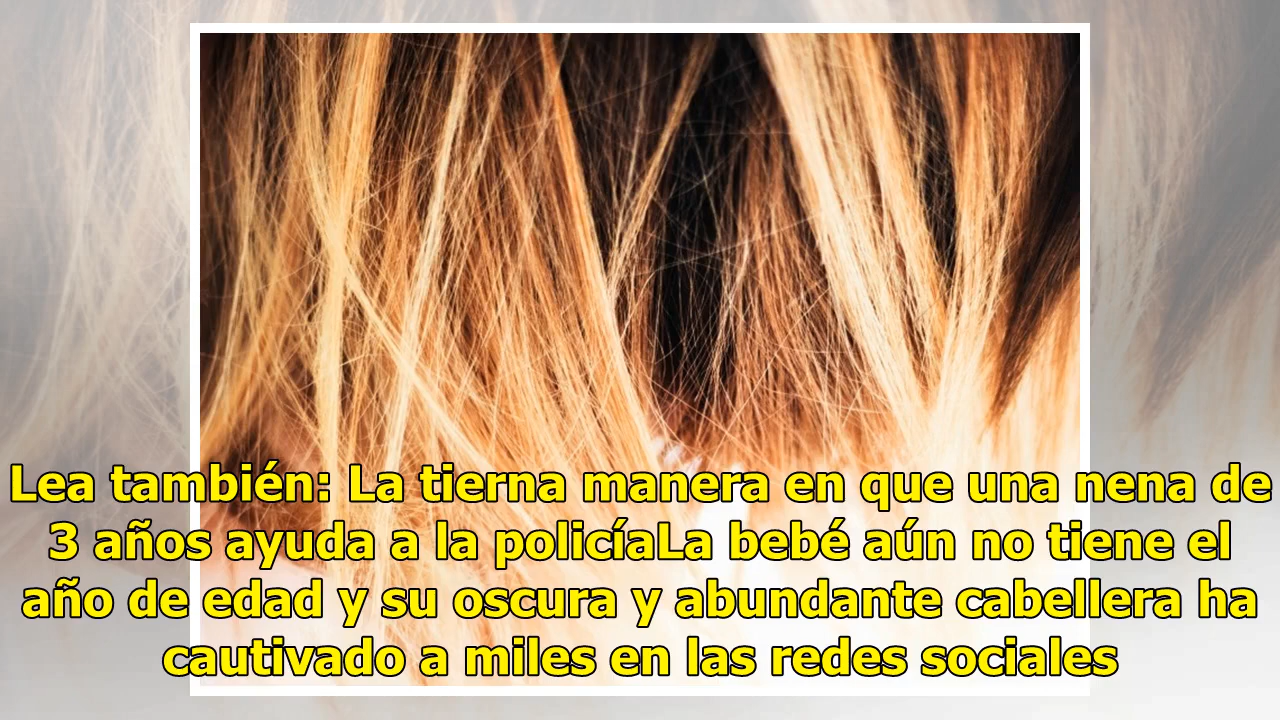 Lea también: La tierna manera en que una nena de
3 años ayuda a la policíaLa bebé aún no tiene el
año de edad y su oscura y abundante cabellera ha
cautivado a miles en las redes sociales